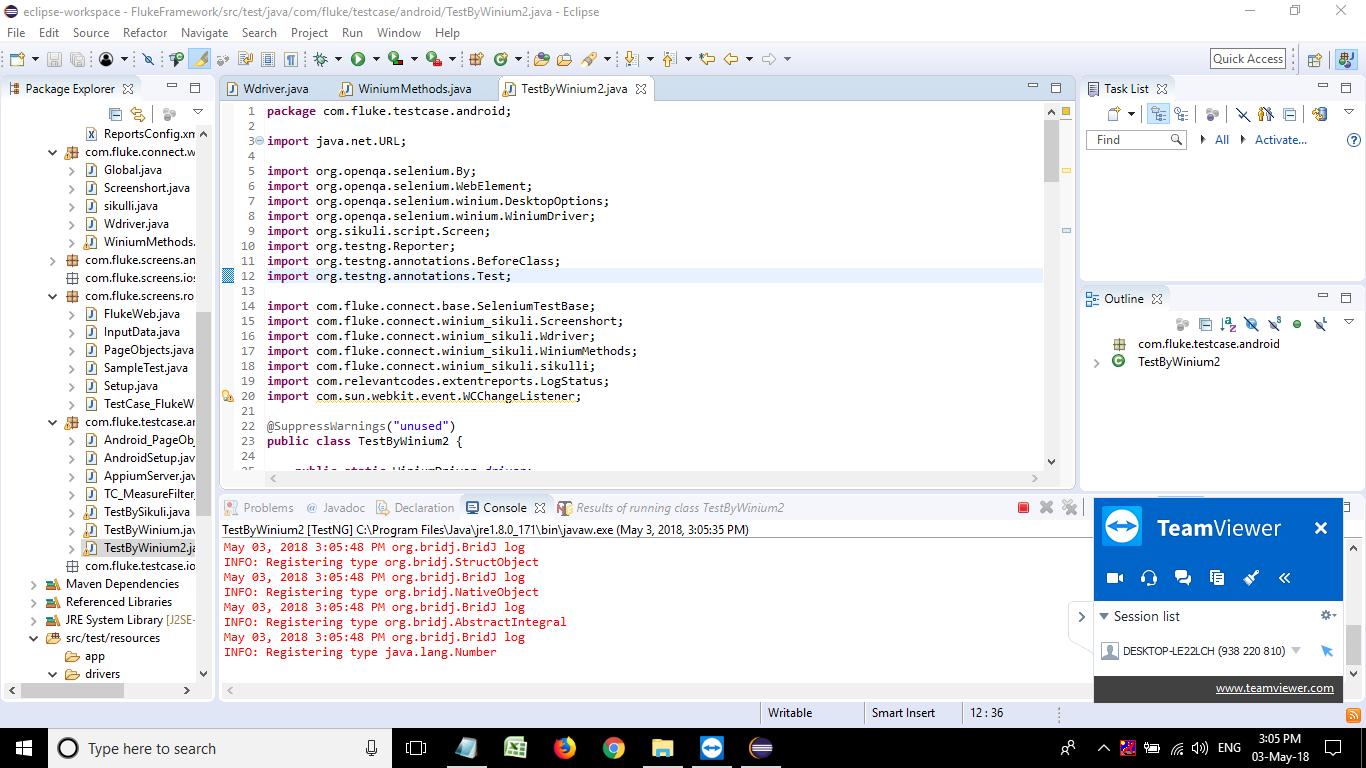 eclipse-workspace - FlukeFramework/src/test/java/com/fluke/testcase/android/TestByWinium2.java - Eclipse
File Edit Source Refactor Navigate Search Project Run Window Help
Quick Access
Package Explorer
ReportsConfig.xm
com.fluke.connect.w
Global.java
Screenshort.java
sikulli.java
Wdriver.java
WiniumMethods.
com.fluke.screens.an
com.fluke.screens.ios
com.fluke.screens.ro
FlukeWeb.java
InputData.java
PageObjects.java
SampleTest.java
Setup.java
TestCase_FlukeW
com.fluke.testcase.ar
Android_PageOb
AndroidSetup.jav
AppiumServer.jav
TC_MeasureFilter_
TestBySikuli.java
TestByWinium.jav
TestByWinium2.ja
com.fluke.testcase.io
Maven Dependencies
Referenced Libraries
JRE System Library [J2SE-
src/test/resources
app
drivers
Wdriver.java WiniumMethods.java TestByWinium2.java
1 package com.fluke.testcase.android;
2
3 import java.net.URL;
4
5 import org.openqa.selenium.By;
6 import org.openqa.selenium.WebElement;
7 import org.openqa.selenium.winium.DesktopOptions;
8 import org.openqa.selenium.winium.WiniumDriver;
9 import org.sikuli.script.Screen;
10 import org.testng.Reporter;
11 import org.testng.annotations.BeforeClass;
12 import org.testng.annotations.Test;
13
14 import com.fluke.connect.base.SeleniumTestBase;
15 import com.fluke.connect.winium_sikuli.Screenshort;
16 import com.fluke.connect.winium_sikuli.Wdriver;
17 import com.fluke.connect.winium_sikuli.WiniumMethods;
18 import com.fluke.connect.winium_sikuli.sikulli;
19 import com.relevantcodes.extentreports.LogStatus;
20 import com.sun.webkit.event.WCChangeListener;
21
22 @SuppressWarnings("unused")
23 public class TestByWinium2 {
24
25 public static WiniumDriver driver;
Task List
Find All Activate...
Outline
com.fluke.testcase.android
TestByWinium2
Problems @ Javadoc Declaration Console Results of running class TestByWinium2
TestByWinium2 [TestNG] C:\Program Files\Java\jre1.8.0_171\bin\javaw.exe (May 3, 2018, 3:05:35 PM)
May 03, 2018 3:05:48 PM org.bridj.BridJ log
INFO: Registering type org.bridj.StructObject
May 03, 2018 3:05:48 PM org.bridj.BridJ log
INFO: Registering type org.bridj.NativeObject
May 03, 2018 3:05:48 PM org.bridj.BridJ log
INFO: Registering type org.bridj.AbstractIntegral
May 03, 2018 3:05:48 PM org.bridj.BridJ log
INFO: Registering type java.lang.Number
TeamViewer
Session list
DESKTOP-LE22LCH (938 220 810)
www.teamviewer.com
Writable Smart Insert 12 : 36
Type here to search
ENG
3:05 PM
03-May-18